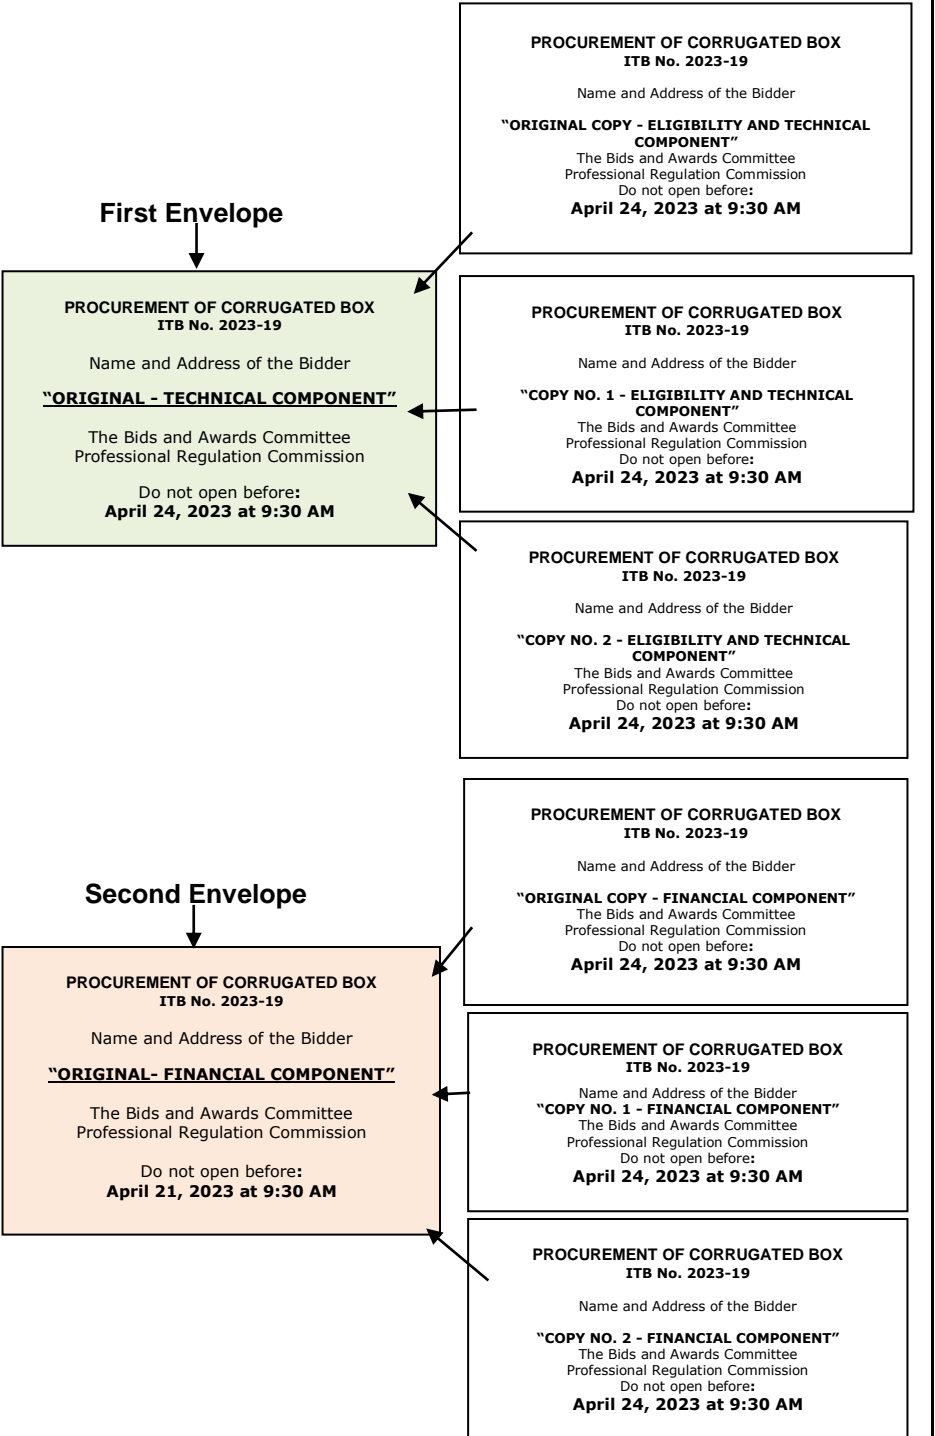 PROCUREMENT OF CORRUGATED BOX
ITB No. 2023-19
Name and Address of the Bidder
“ORIGINAL COPY - ELIGIBILITY AND TECHNICAL
COMPONENT”
The Bids and Awards Committee
Professional Regulation Commission
Do not open before:
April 24, 2023 at 9:30 AM
First Envelope
PROCUREMENT OF CORRUGATED BOX
ITB No. 2023-19
Name and Address of the Bidder
“ORIGINAL - TECHNICAL COMPONENT”
The Bids and Awards Committee
Professional Regulation Commission
Do not open before:
April 24, 2023 at 9:30 AM
PROCUREMENT OF CORRUGATED BOX
ITB No. 2023-19
Name and Address of the Bidder
“COPY NO. 1 - ELIGIBILITY AND TECHNICAL
COMPONENT”
The Bids and Awards Committee
Professional Regulation Commission
Do not open before:
April 24, 2023 at 9:30 AM
PROCUREMENT OF CORRUGATED BOX
ITB No. 2023-19
Name and Address of the Bidder
“COPY NO. 2 - ELIGIBILITY AND TECHNICAL
COMPONENT”
The Bids and Awards Committee
Professional Regulation Commission
Do not open before:
April 24, 2023 at 9:30 AM
PROCUREMENT OF CORRUGATED BOX
ITB No. 2023-19
Name and Address of the Bidder
“ORIGINAL COPY - FINANCIAL COMPONENT”
The Bids and Awards Committee
Professional Regulation Commission
Do not open before:
April 24, 2023 at 9:30 AM
Second Envelope
PROCUREMENT OF CORRUGATED BOX
ITB No. 2023-19
Name and Address of the Bidder
“ORIGINAL- FINANCIAL COMPONENT”
The Bids and Awards Committee
Professional Regulation Commission
Do not open before:
April 21, 2023 at 9:30 AM
PROCUREMENT OF CORRUGATED BOX
ITB No. 2023-19
Name and Address of the Bidder
“COPY NO. 1 - FINANCIAL COMPONENT”
The Bids and Awards Committee
Professional Regulation Commission
Do not open before:
April 24, 2023 at 9:30 AM
PROCUREMENT OF CORRUGATED BOX
ITB No. 2023-19
Name and Address of the Bidder
“COPY NO. 2 - FINANCIAL COMPONENT”
The Bids and Awards Committee
Professional Regulation Commission
Do not open before:
April 24, 2023 at 9:30 AM